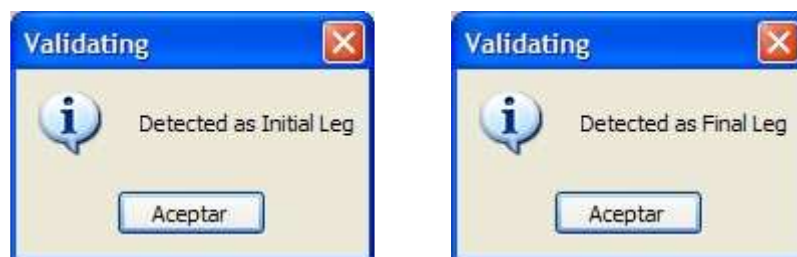 Validating
Detected as Initial Leg
Aceptar
Validating
Detected as Final Leg
Aceptar